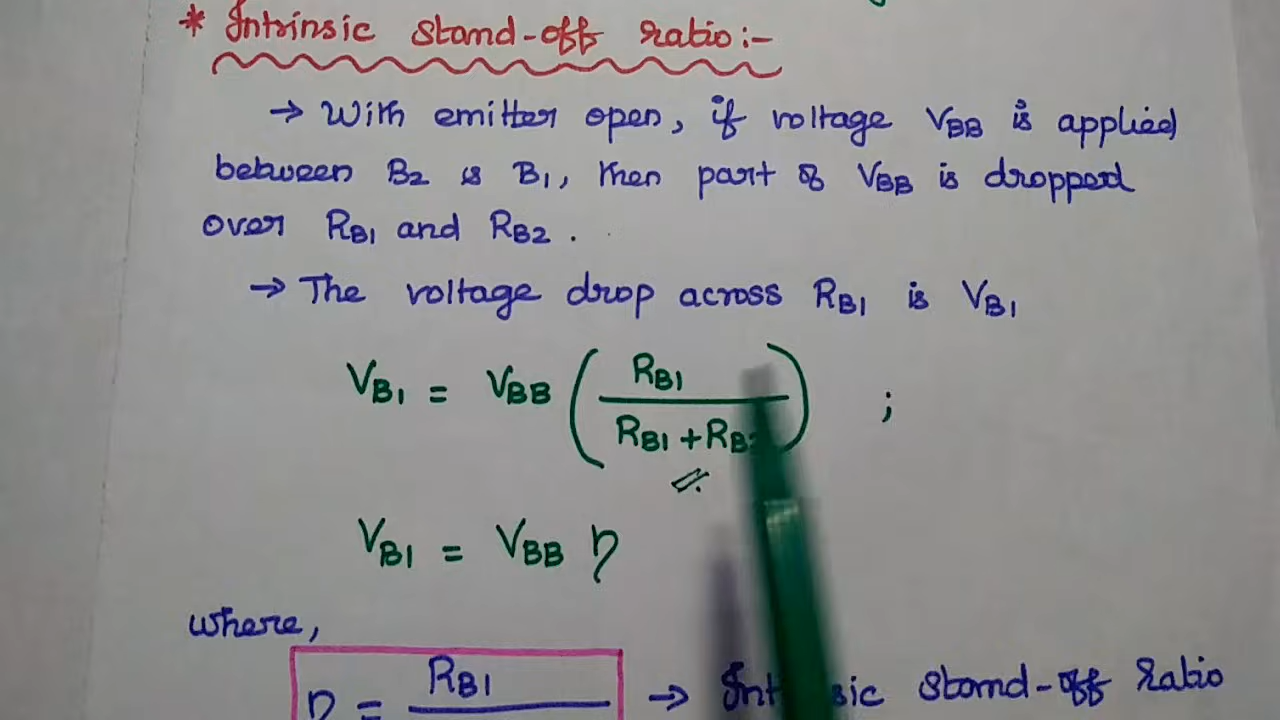 * Intrinsic stand-off ratio:-
→ With emitter open, if voltage VBB is applied
between B2 is B1, then part of VBB is dropped
over RB1 and RB2 .
→ The voltage drop across RB1 is VB1
VB1 = VBB ( RB1 / RB1 + RB2 ) ;
VB1 = VBB η
where,
η = RB1 → Intrinsic stand-off ratio